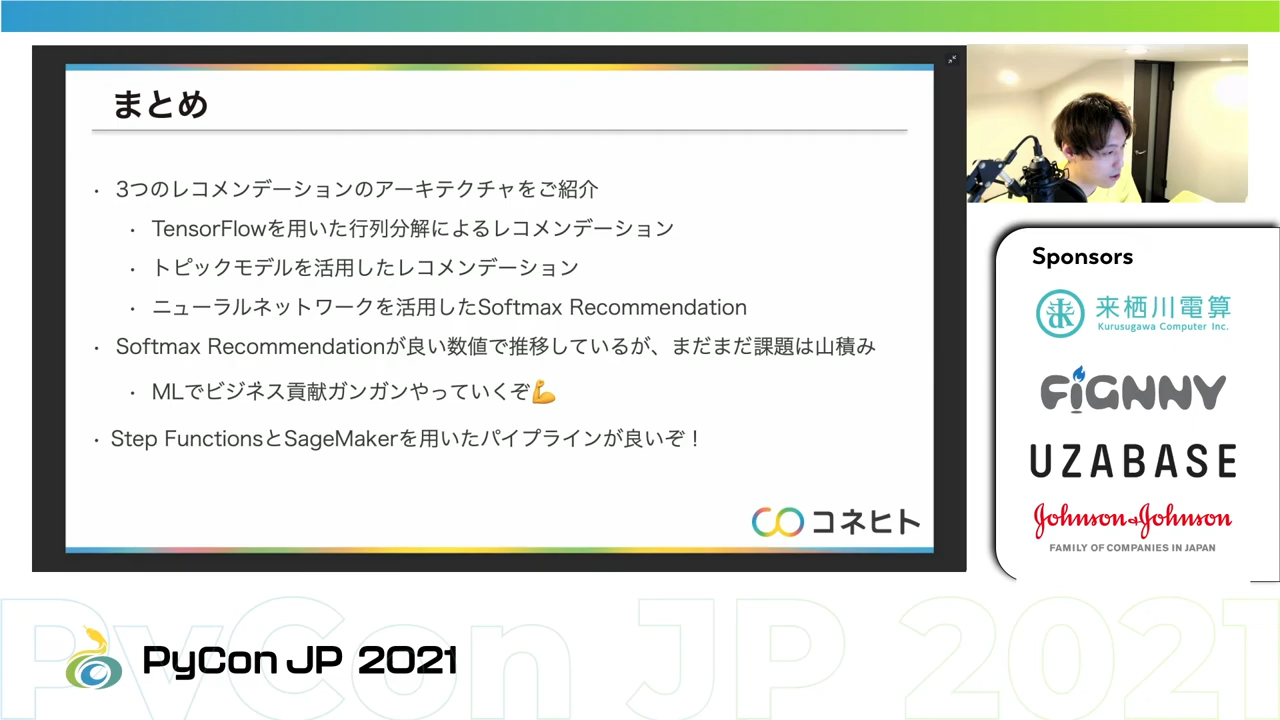 まとめ
・ 3つのレコメンデーションのアーキテクチャをご紹介
・ TensorFlowを用いた行列分解によるレコメンデーション
・ トピックモデルを活用したレコメンデーション
・ ニューラルネットワークを活用したSoftmax Recommendation
・ Softmax Recommendationが良い数値で推移しているが、まだまだ課題は山積み
・ MLでビジネス貢献ガンガンやっていくぞ💪
・ Step FunctionsとSageMakerを用いたパイプラインが良いぞ！
コネヒト
Sponsors
来栖川電算
Kurusugawa Computer Inc.
FiGNNY
UZABASE
Johnson & Johnson
FAMILY OF COMPANIES IN JAPAN
PyCon JP 2021
PyCon JP 2021